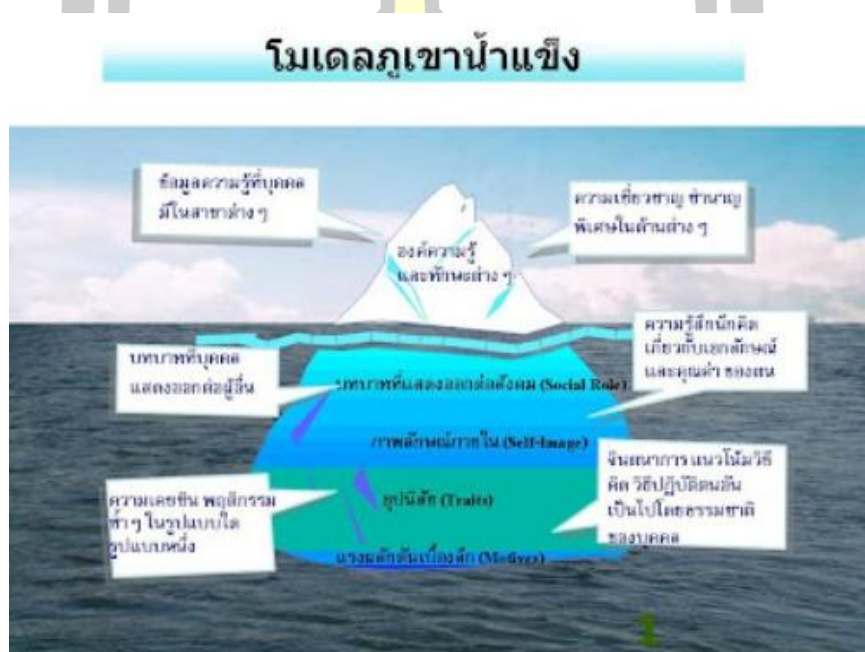 โมเดลภูเขาน้ำแข็ง
ข้อมูลความรู้ที่บุคคล
มีในสาขาต่าง ๆ
ความเชี่ยวชาญ ชำนาญ
พิเศษในด้านต่าง ๆ
องค์ความรู้
และทักษะต่าง ๆ
บทบาทที่บุคคล
แสดงออกต่อผู้อื่น
ความรู้สึกนึกคิด
เกี่ยวกับเอกลักษณ์
และคุณค่า ของตน
บทบาทที่แสดงออกต่อสังคม (Social Role)
ภาพลักษณ์ภายใน (Self-Image)
ความเคยชิน พฤติกรรม
ซ้ำ ๆ ในรูปแบบใด
รูปแบบหนึ่ง
อุปนิสัย (Traits)
จินตนาการ แนวโน้มวิธี
คิด วิธีปฏิบัติตนอัน
เป็นไปโดยธรรมชาติ
ของบุคคล
แรงผลักดันเบื้องลึก (Motives)
1